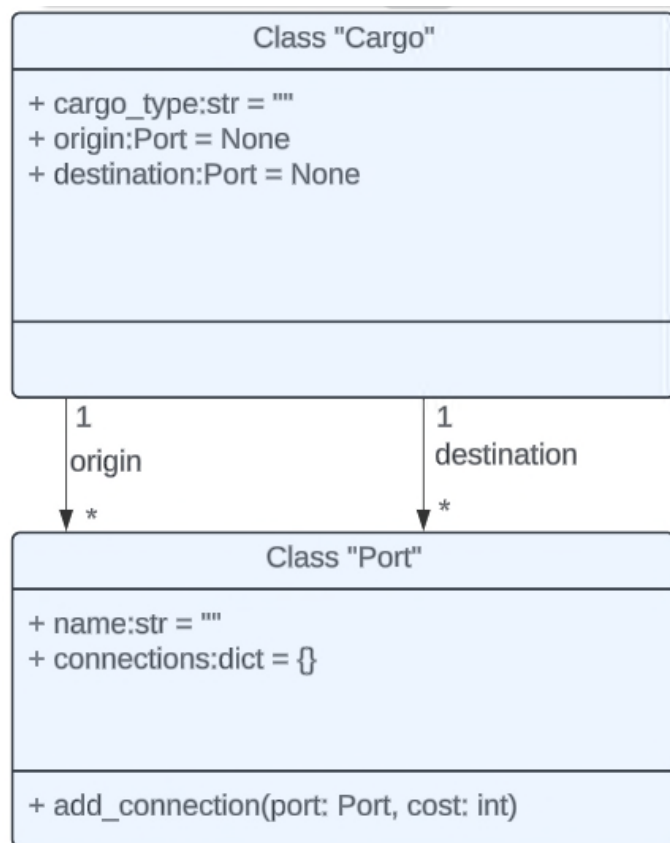 Class "Cargo"
+ cargo_type:str = ""
+ origin:Port = None
+ destination:Port = None
1
origin
*
1
destination
*
Class "Port"
+ name:str = ""
+ connections:dict = {}
+ add_connection(port: Port, cost: int)